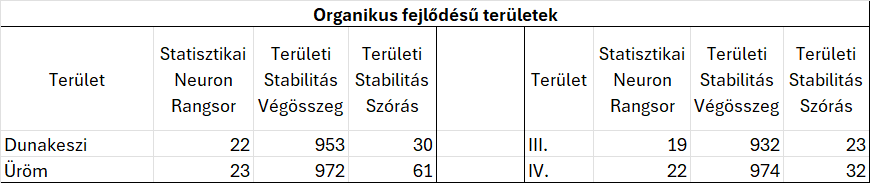 Organikus fejlődésű területek
Terület Statisztikai Neuron Rangsor Területi Stabilitás Végösszeg Területi Stabilitás Szórás Terület Statisztikai Neuron Rangsor Területi Stabilitás Végösszeg Területi Stabilitás Szórás
Dunakeszi 22 953 30 III. 19 932 23
Üröm 23 972 61 IV. 22 974 32